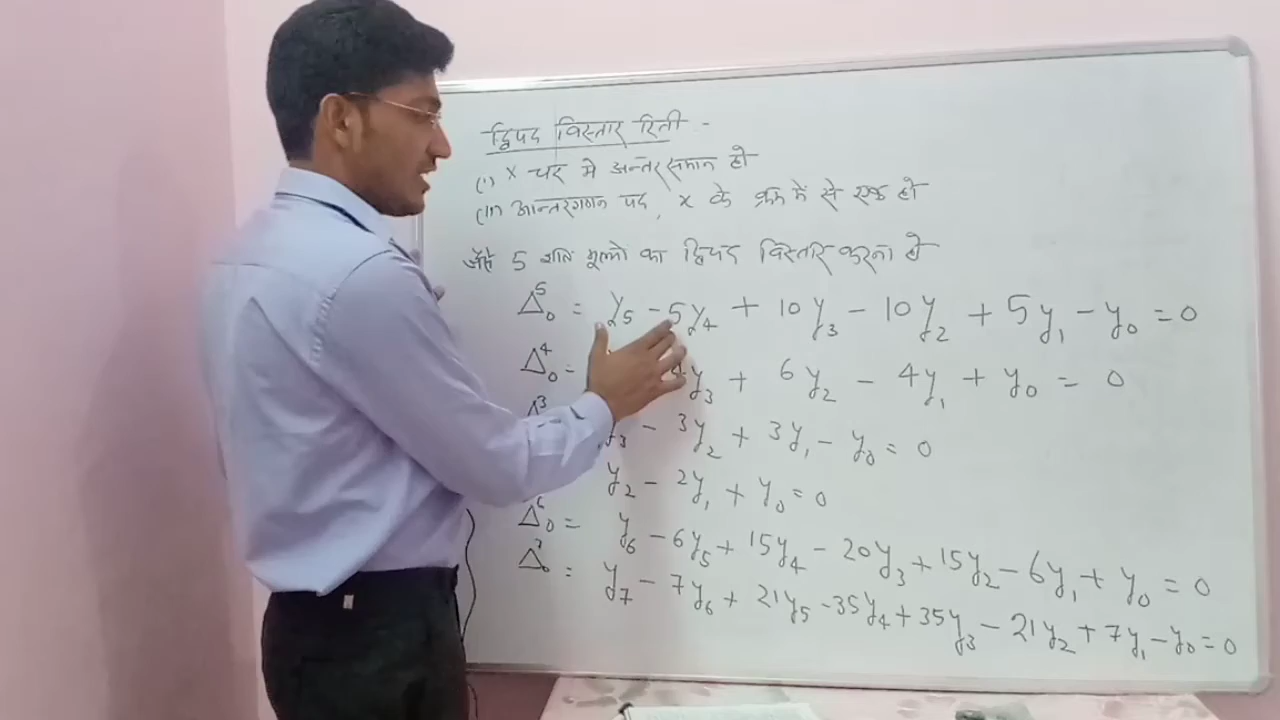 द्विपद विस्तार रिती -
(i) x चर मे अन्तर समान हो
(ii) आन्तरगणन पद, x के क्रम में से एक हो
जैसे 5 ज्ञात मूल्यो का द्विपद विस्तार करना हो
Δ⁵₀ = y₅ - 5y₄ + 10y₃ - 10y₂ + 5y₁ - y₀ = 0
Δ⁴₀ = 4y₃ + 6y₂ - 4y₁ + y₀ = 0
Δ³ y₃ - 3y₂ + 3y₁ - y₀ = 0
y₂ - 2y₁ + y₀ = 0
Δ⁶₀ = y₆ - 6y₅ + 15y₄ - 20y₃ + 15y₂ - 6y₁ + y₀ = 0
Δ⁷₀ = y₇ - 7y₆ + 21y₅ - 35y₄ + 35y₃ - 21y₂ + 7y₁ - y₀ = 0